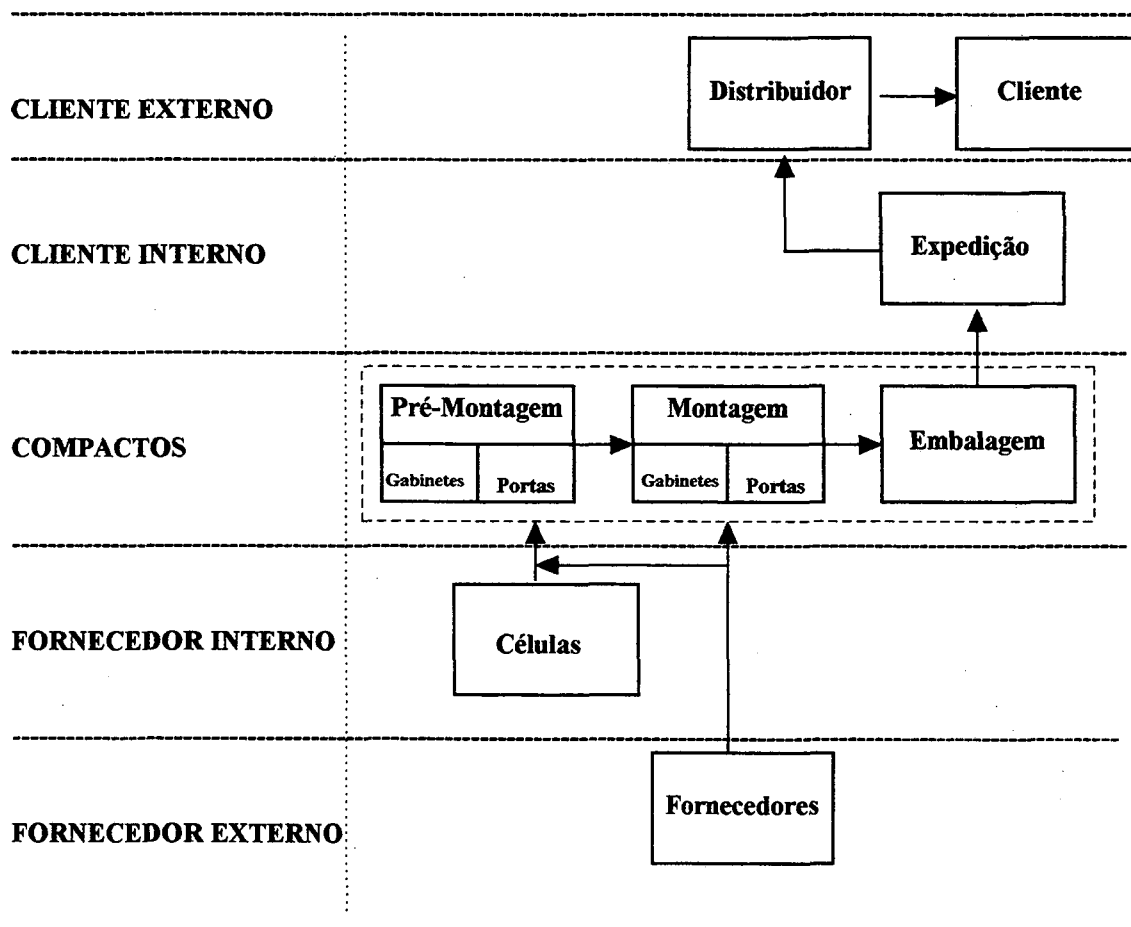 Distribuidor
Cliente
CLIENTE EXTERNO
CLIENTE INTERNO
Expedição
Pré-Montagem
Montagem
COMPACTOS
Embalagem
Gabinetes
Portas
Gabinetes
Portas
FORNECEDOR INTERNO
Células
Fornecedores
FORNECEDOR EXTERNO